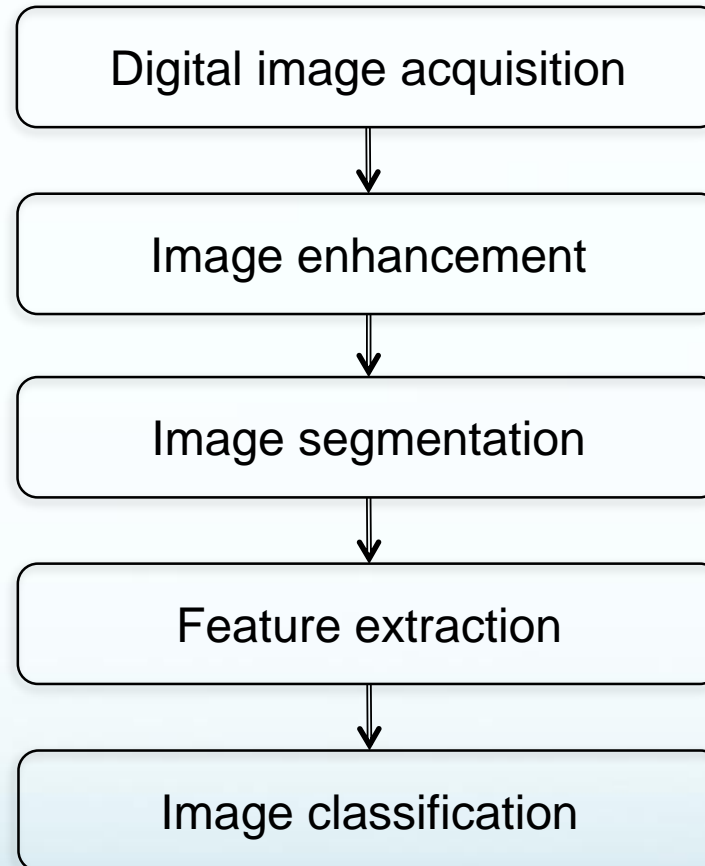 Digital image acquisition
Image enhancement
Image segmentation
Feature extraction
Image classification